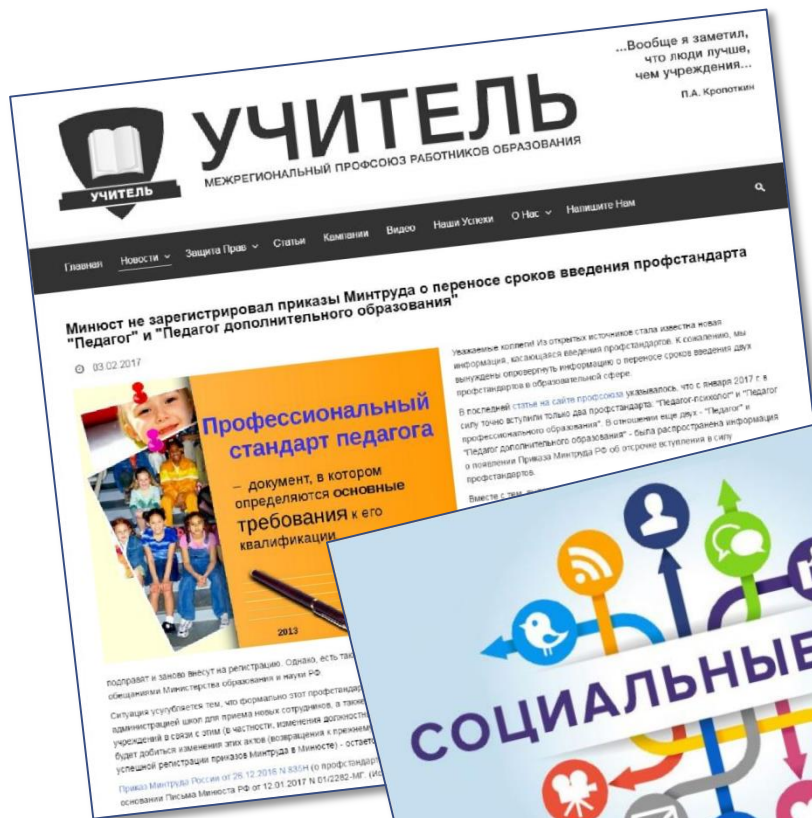 ...Вообще я заметил,
что люди лучше,
чем учреждения...
П.А. Кропоткин
УЧИТЕЛЬ
УЧИТЕЛЬ
МЕЖРЕГИОНАЛЬНЫЙ ПРОФСОЮЗ РАБОТНИКОВ ОБРАЗОВАНИЯ
Главная Новости Защита Прав Статьи Кампании Видео Наши Успехи О Нас Напишите Нам
Минюст не зарегистрировал приказы Минтруда о переносе сроков введения профстандарта
"Педагог" и "Педагог дополнительного образования"
03.02.2017
Профессиональный
стандарт педагога
– документ, в котором
определяются основные
требования к его
квалификации
2013
Уважаемые коллеги! Из открытых источников стала известна новая
информация, касающаяся введения профстандартов. К сожалению, мы
вынуждены опровергнуть информацию о переносе сроков введения двух
профстандартов в образовательной сфере.
В последней статье на сайте профсоюза указывалось, что с января 2017 г. в
силу точно вступили только два профстандарта: "Педагог-психолог" и "Педагог
профессионального образования". В отношении еще двух - "Педагог" и
"Педагог дополнительного образования" - была распространена информация
о появлении Приказа Минтруда РФ об отсрочке вступления в силу
профстандартов.
Вместе с тем,
подправят и заново внесут на регистрацию. Однако, есть
обещаниями Министерства образования и науки РФ.
Ситуация усугубляется тем, что формально этот
администрацией школ для приема новых сотрудников, а также
учреждений в связи с этим (в частности, изменения
будет добиться изменения этих актов (возвращения к
успешной регистрации приказов Минтруда в Минюсте) -
Приказ Минтруда России от 26.12.2016 N 835Н (о
основании Письма Минюста РФ от 12.01.2017 N 01/2282-МГ.
СОЦИАЛЬНЫЕ